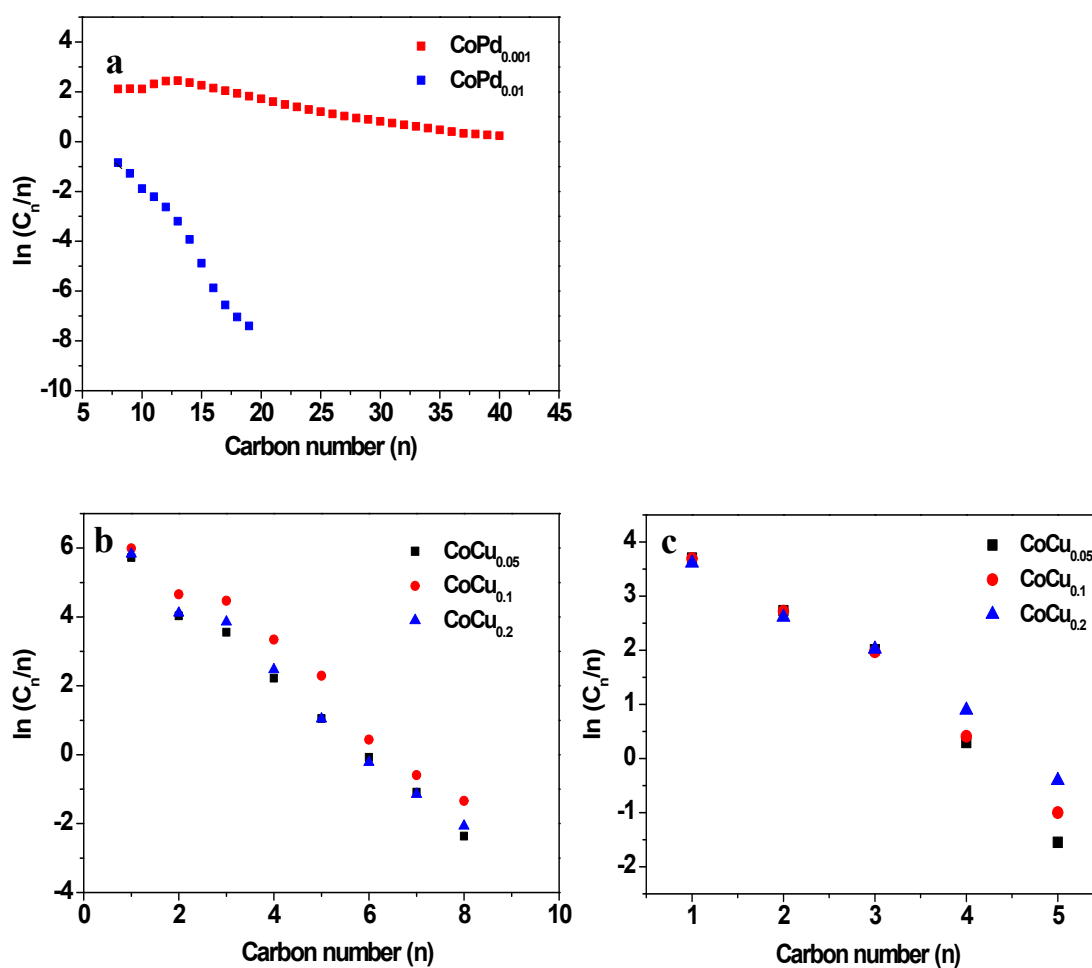 a
CoPd0.001
CoPd0.01
ln (Cn/n)
4
2
0
-2
-4
-6
-8
-10
5 10 15 20 25 30 35 40 45
Carbon number (n)
b
CoCu0.05
CoCu0.1
CoCu0.2
ln (Cn/n)
6
4
2
0
-2
-4
0 2 4 6 8 10
Carbon number (n)
c
CoCu0.05
CoCu0.1
CoCu0.2
ln (Cn/n)
4
3
2
1
0
-1
-2
1 2 3 4 5
Carbon number (n)